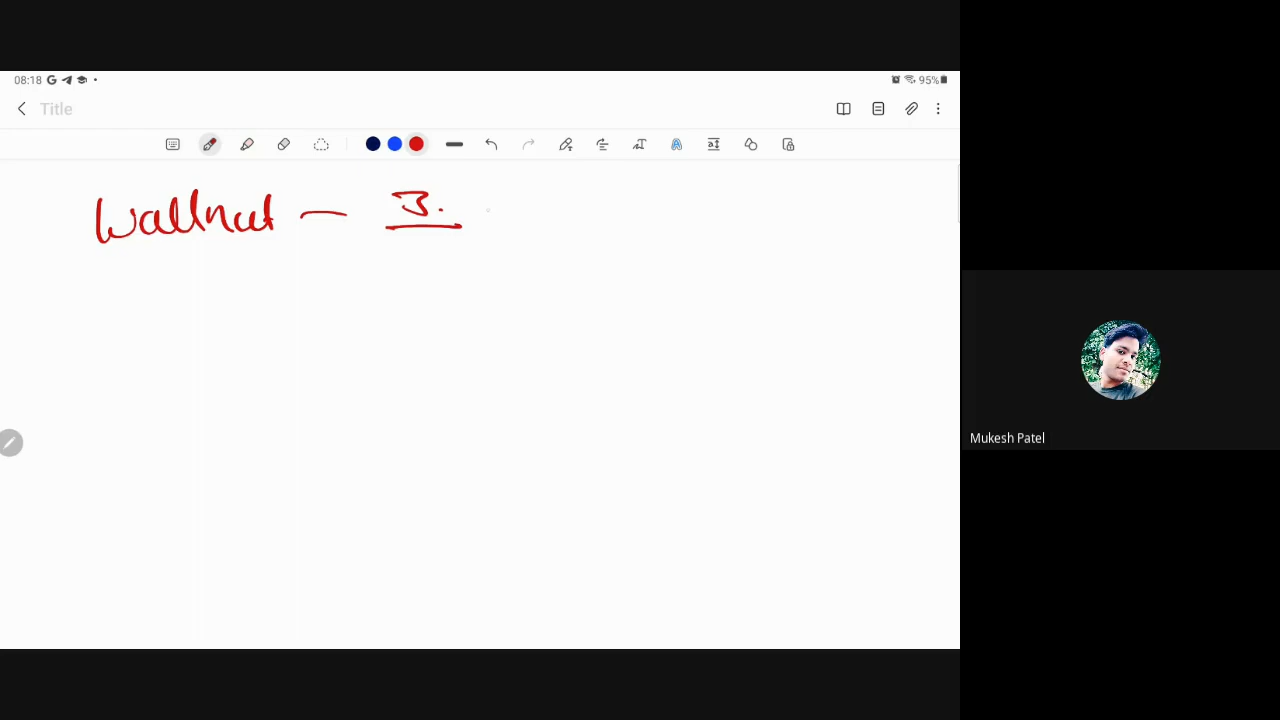 08:18 G
95%
Title
Wallnut — 3.
Mukesh Patel